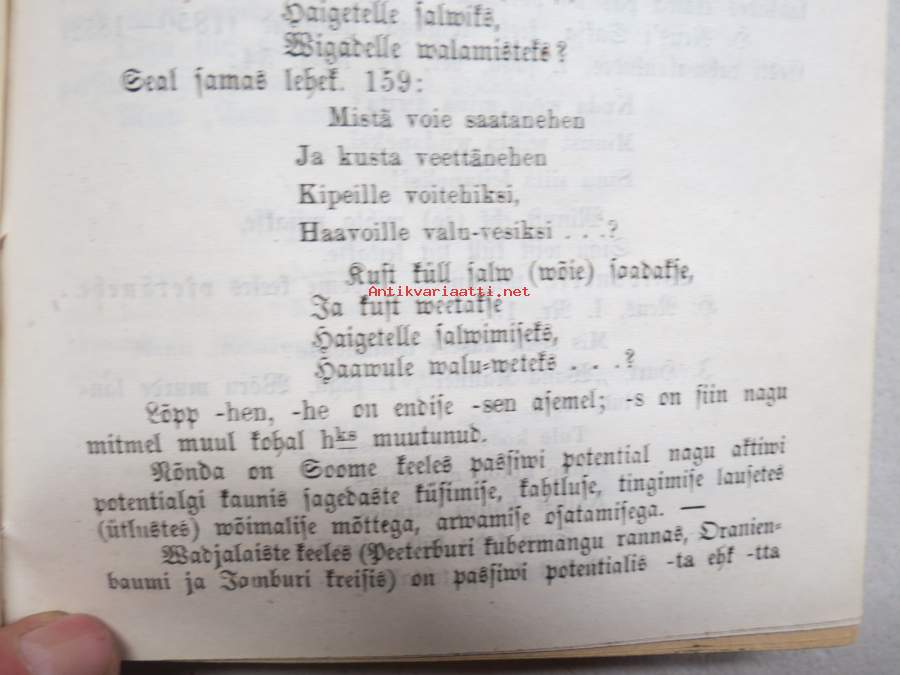 Haigetelle salwiks,
Wigadelle walamisteks?
Seal samas lehek. 159:
Mistä voie saatanehen
Ja kusta veettänehen
Kipeille voitehiksi,
Haavoille valu-vesiksi . . .?
Kust küll salw (wõie) saadakse,
Antikvariaatti.net
Ja kust weetakse
Haigetelle salwimiseks,
Haawule walu-weteks . . .?
Lõpp -hen, -he on endise -sen asemel; -s on siin nagu
mitmel muul kohal hks muutunud.
Nõnda on Soome keeles passiwi potential nagu aktiwi
potentialgi kaunis sagedaste küsimise, kahtluse, tingimise lausetes
(ütlustes) wõimalise mõttega, arwamise osatamisega. —
Wadjalaiste keeles (Peeterburi kubermangu rannas, Oranien-
baumi ja Jamburi kreisis) on passiwi potentialis -ta ehk -tta